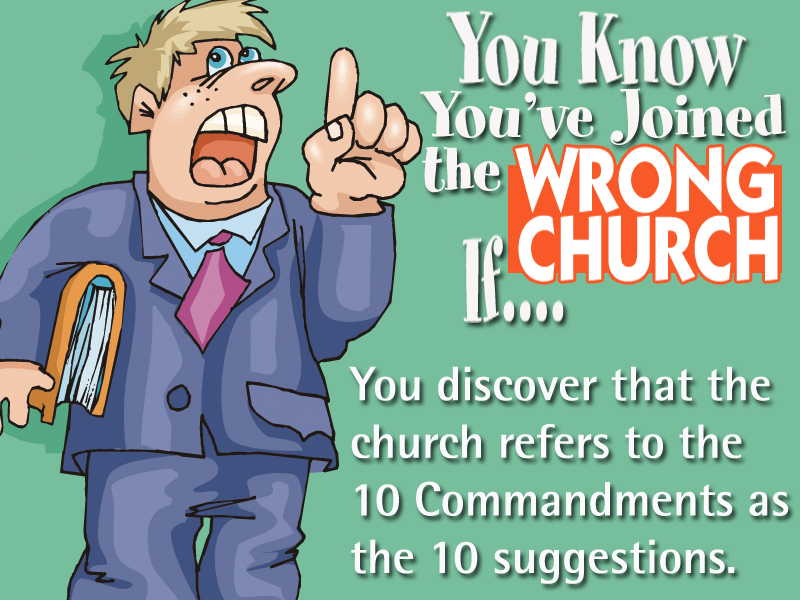 You Know
You've Joined
the WRONG
CHURCH
If....
You discover that the
church refers to the
10 Commandments as
the 10 suggestions.